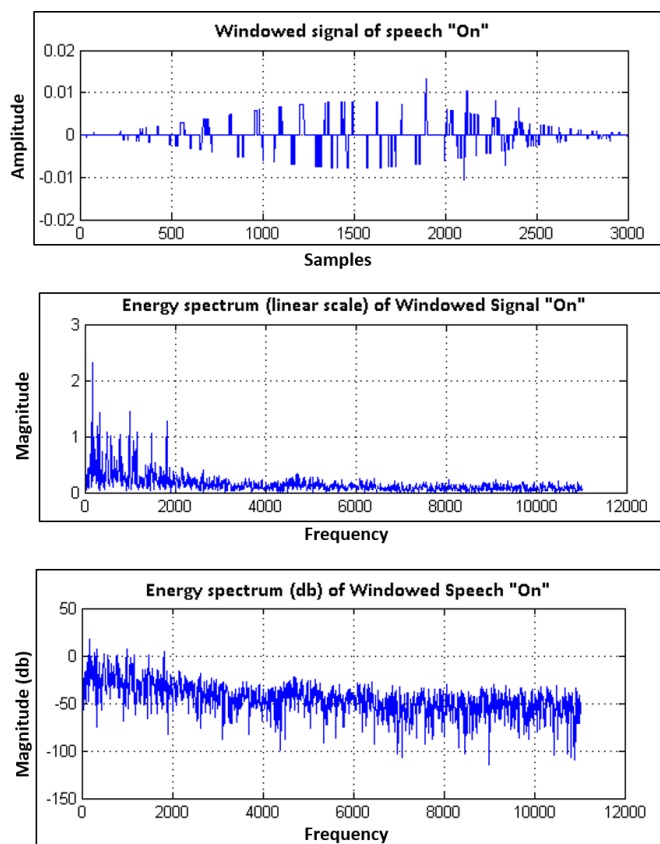 Windowed signal of speech "On"
0.02
0.01
0
-0.01
-0.02
Amplitude
0 500 1000 1500 2000 2500 3000
Samples
Energy spectrum (linear scale) of Windowed Signal "On"
3
2
1
0
Magnitude
0 2000 4000 6000 8000 10000 12000
Frequency
Energy spectrum (db) of Windowed Speech "On"
50
0
-50
-100
-150
Magnitude (db)
0 2000 4000 6000 8000 10000 12000
Frequency